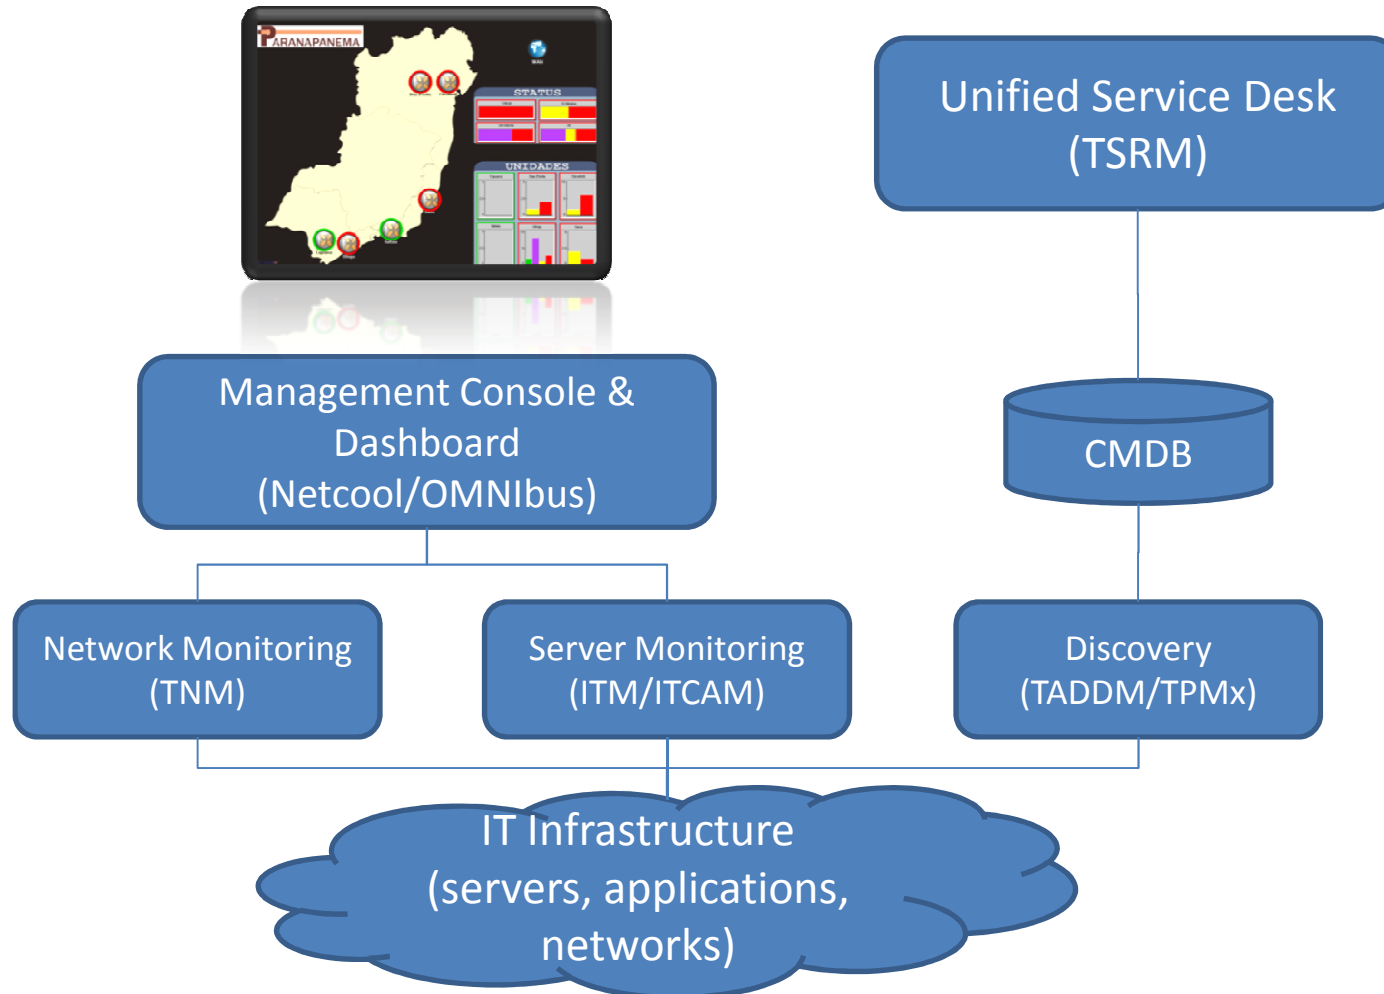 PARANAPANEMA
STATUS
UNIDADES
Unified Service Desk
(TSRM)
Management Console &
Dashboard
(Netcool/OMNIbus)
CMDB
Network Monitoring
(TNM)
Server Monitoring
(ITM/ITCAM)
Discovery
(TADDM/TPMx)
IT Infrastructure
(servers, applications,
networks)